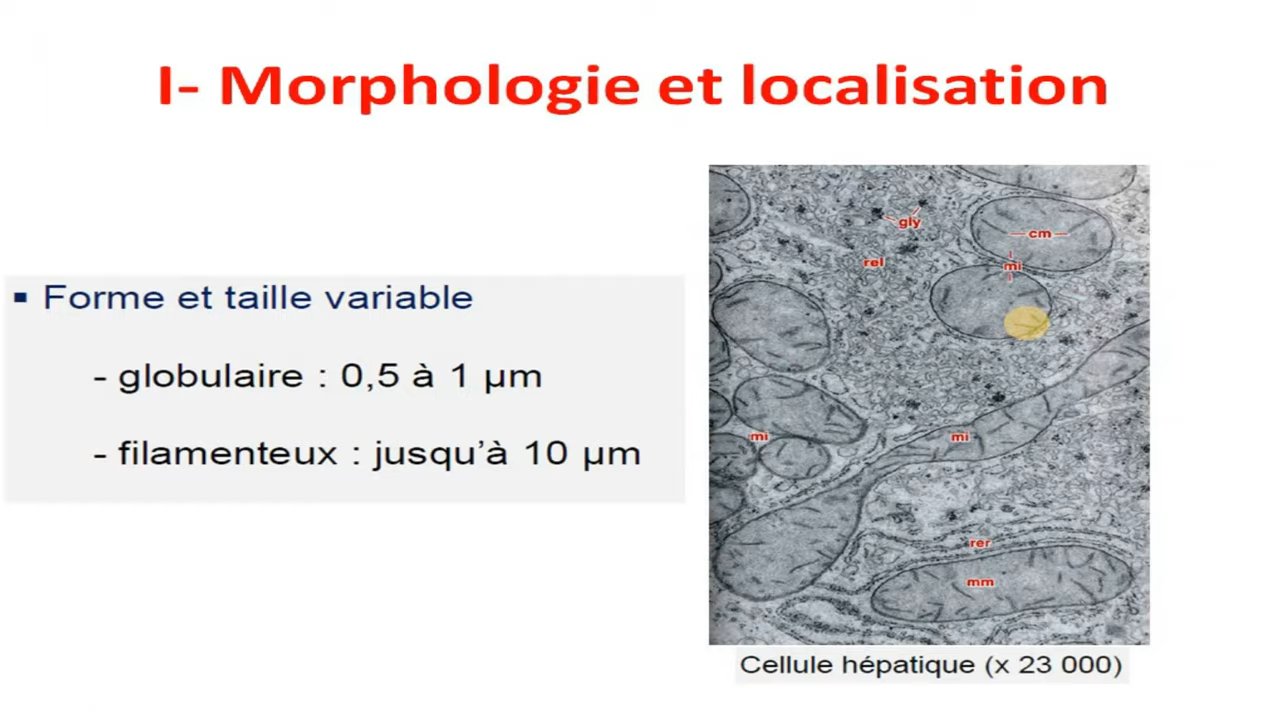 I- Morphologie et localisation
▪ Forme et taille variable
- globulaire : 0,5 à 1 µm
- filamenteux : jusqu'à 10 µm
gly
cm
rel
mi
mi
mi
rer
mm
Cellule hépatique (x 23 000)